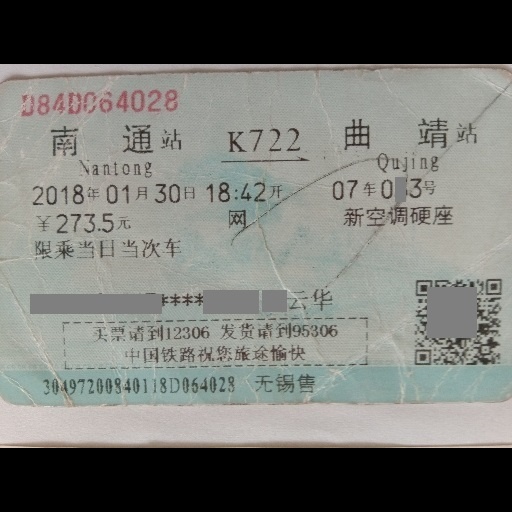 D84D064028
南 通 站 K722 曲 靖 站
Nantong Qujing
2018年01月30日18:42开 07车03号
￥273.5元 网 新空调硬座
限乘当日当次车
****云华
买票请到12306 发货请到95306
中国铁路祝您旅途愉快
30497200840118D064028 无锡售